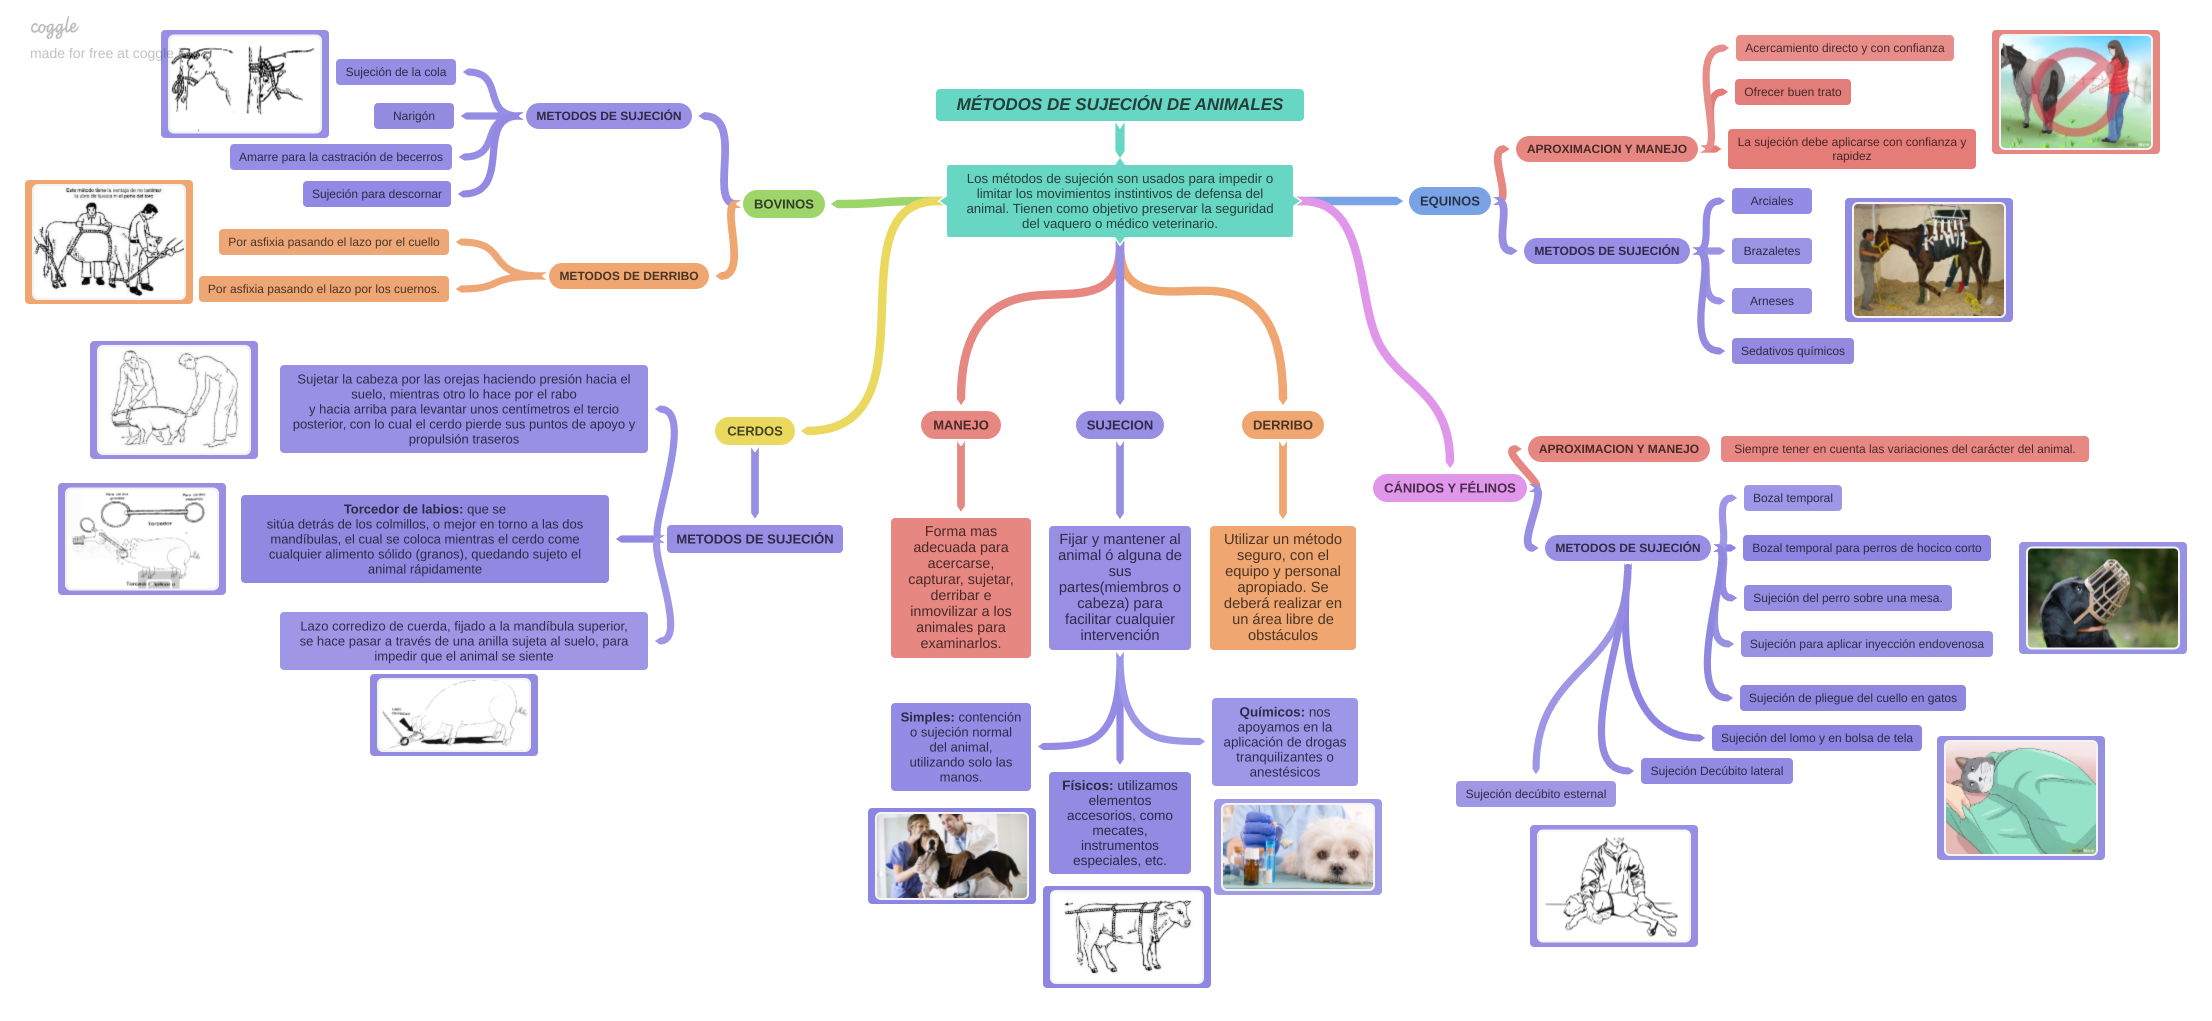 coggle
made for free at coggle
MÉTODOS DE SUJECIÓN DE ANIMALES
Los métodos de sujeción son usados para impedir o
limitar los movimientos instintivos de defensa del
animal. Tienen como objetivo preservar la seguridad
del vaquero o médico veterinario.
BOVINOS
METODOS DE SUJECIÓN
Sujeción de la cola
Narigón
Amarre para la castración de becerros
Sujeción para descornar
METODOS DE DERRIBO
Por asfixia pasando el lazo por el cuello
Por asfixia pasando el lazo por los cuernos.
Este método tiene la ventaja de no lastimar
CERDOS
METODOS DE SUJECIÓN
Sujetar la cabeza por las orejas haciendo presión hacia el
suelo, mientras otro lo hace por el rabo
y hacia arriba para levantar unos centímetros el tercio
posterior, con lo cual el cerdo pierde sus puntos de apoyo y
propulsión traseros
Torcedor de labios: que se
sitúa detrás de los colmillos, o mejor en torno a las dos
mandíbulas, el cual se coloca mientras el cerdo come
cualquier alimento sólido (granos), quedando sujeto el
animal rápidamente
Torcedor
Lazo corredizo de cuerda, fijado a la mandíbula superior,
se hace pasar a través de una anilla sujeta al suelo, para
impedir que el animal se siente
MANEJO
Forma mas
adecuada para
acercarse,
capturar, sujetar,
derribar e
inmovilizar a los
animales para
examinarlos.
SUJECION
Fijar y mantener al
animal ó alguna de
sus
partes(miembros o
cabeza) para
facilitar cualquier
intervención
DERRIBO
Utilizar un método
seguro, con el
equipo y personal
apropiado. Se
deberá realizar en
un área libre de
obstáculos
Simples: contención
o sujeción normal
del animal,
utilizando solo las
manos.
Físicos: utilizamos
elementos
accesorios, como
mecates,
instrumentos
especiales, etc.
Químicos: nos
apoyamos en la
aplicación de drogas
tranquilizantes o
anestésicos
EQUINOS
APROXIMACION Y MANEJO
Acercamiento directo y con confianza
Ofrecer buen trato
La sujeción debe aplicarse con confianza y
rapidez
METODOS DE SUJECIÓN
Arciales
Brazaletes
Arneses
Sedativos químicos
CÁNIDOS Y FÉLINOS
APROXIMACION Y MANEJO
Siempre tener en cuenta las variaciones del carácter del animal.
METODOS DE SUJECIÓN
Bozal temporal
Bozal temporal para perros de hocico corto
Sujeción del perro sobre una mesa.
Sujeción para aplicar inyección endovenosa
Sujeción de pliegue del cuello en gatos
Sujeción del lomo y en bolsa de tela
Sujeción Decúbito lateral
Sujeción decúbito esternal